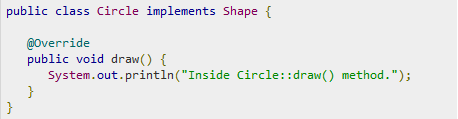 public class Circle implements Shape {
@Override
public void draw() {
System.out.println("Inside Circle::draw() method.");
}
}